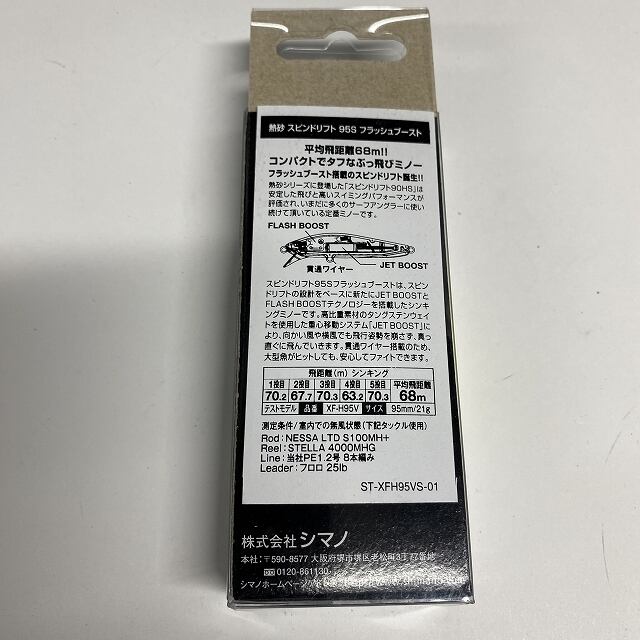 熱砂 スピンドリフト 95S フラッシュブースト
平均飛距離68m!!
コンパクトでタフなぶっ飛びミノー
フラッシュブースト搭載のスピンドリフト誕生!!
熱砂シリーズに登場した「スピンドリフト90HS」は
安定した飛びと高いスイミングパフォーマンスが
評価され、いまだに多くのサーフアングラーに使い
続けて頂いている定番ミノーです。
FLASH BOOST
貫通ワイヤー
JET BOOST
スピンドリフト95Sフラッシュブーストは、スピン
ドリフトの設計をベースに新たにJET BOOSTと
FLASH BOOSTテクノロジーを搭載したシンキ
ングミノーです。高比重素材のタングステンウェイ
トを使用した重心移動システム「JET BOOST」に
より、向かい風や横風でも飛行姿勢を崩さず、真っ
直ぐに飛んでいきます。貫通ワイヤー搭載のため、
大型魚がヒットしても、安心してファイトできます。
飛距離(m) シンキング
1投目 2投目 3投目 4投目 5投目 平均飛距離
70.2 67.7 70.3 63.2 70.3 68m
テストモデル 品番 XF-H95V サイズ 95mm/21g
測定条件/室内での無風状態(下記タックル使用)
Rod:NESSA LTD S100MH+
Reel:STELLA 4000MHG
Line:当社PE1.2号 8本編み
Leader:フロロ 25lb
ST-XFH95VS-01
株式会社シマノ
本社:〒590-8577 大阪府堺市堺区老松町3丁77番地
0120-861130
シマノホームページ